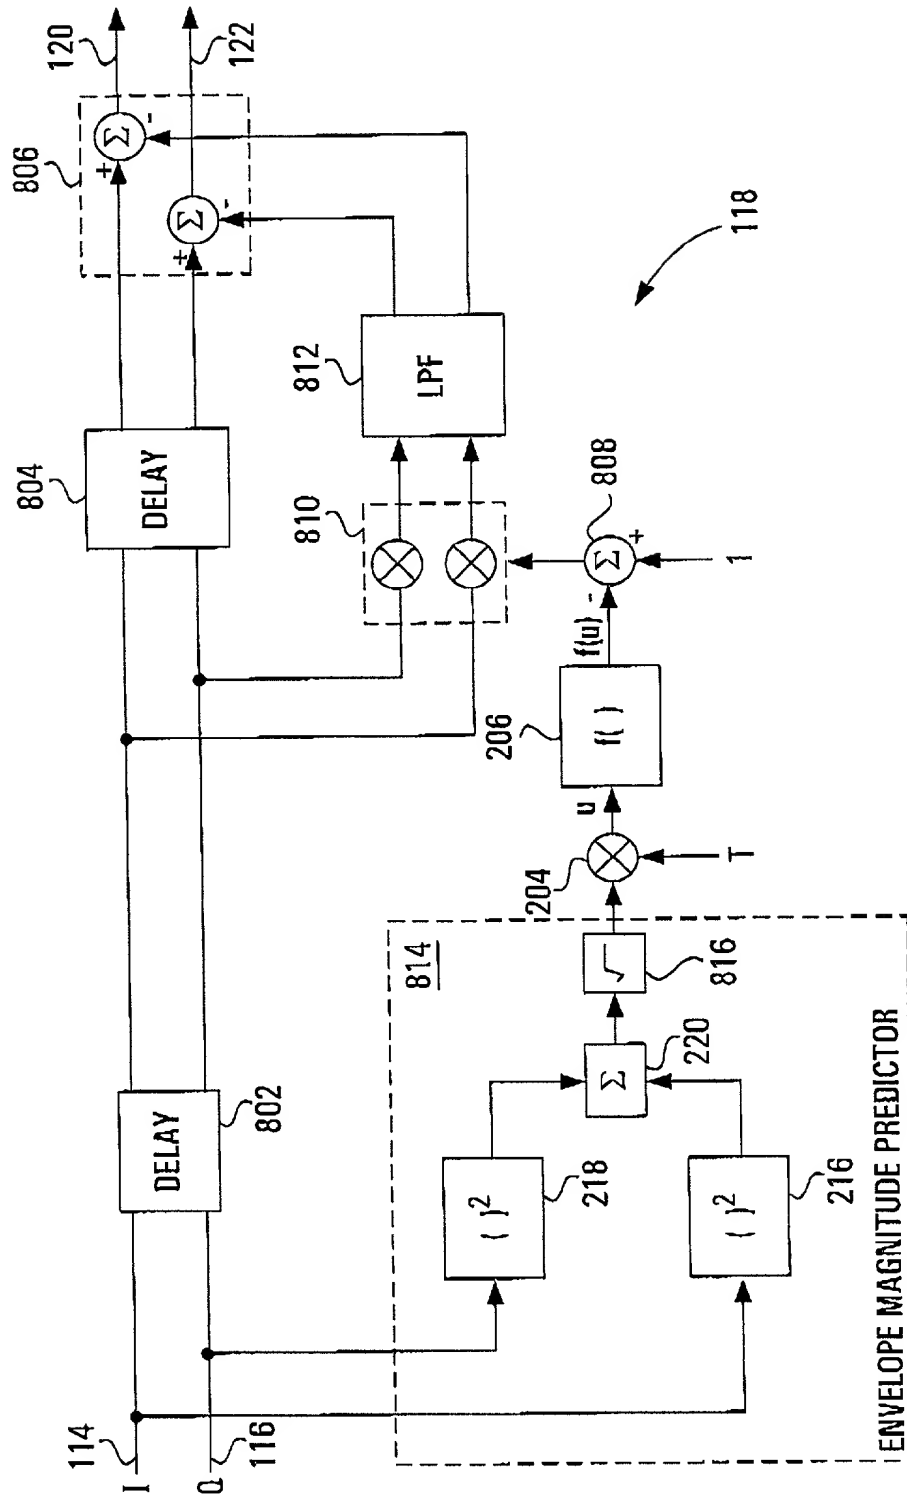 I
114
Q
116
DELAY
802
DELAY
804
806
+
Σ
-
120
+
Σ
-
122
810
812
LPF
118
814
( )²
218
( )²
216
Σ
220
√
816
204
T
u
206
f( )
f(u)
-
Σ
+
808
1
ENVELOPE MAGNITUDE PREDICTOR